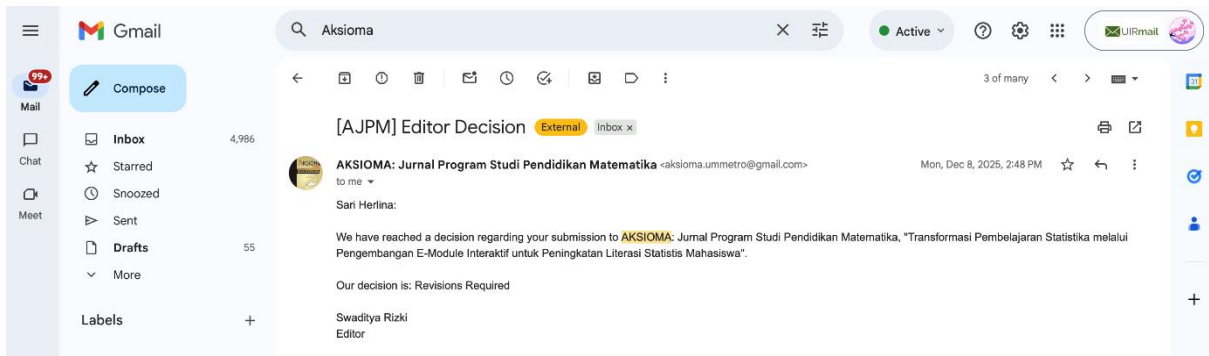 Gmail
Aksioma
Active
UIRmail
99+
Mail
Chat
Meet
Compose
Inbox 4,986
Starred
Snoozed
Sent
Drafts 55
More
Labels
3 of many
31
[AJPM] Editor Decision External Inbox x
AKSIOMA: Jurnal Program Studi Pendidikan Matematika <aksioma.ummetro@gmail.com> Mon, Dec 8, 2025, 2:48 PM
to me
Sari Herlina:
We have reached a decision regarding your submission to AKSIOMA: Jurnal Program Studi Pendidikan Matematika, "Transformasi Pembelajaran Statistika melalui
Pengembangan E-Module Interaktif untuk Peningkatan Literasi Statistis Mahasiswa".
Our decision is: Revisions Required
Swaditya Rizki
Editor